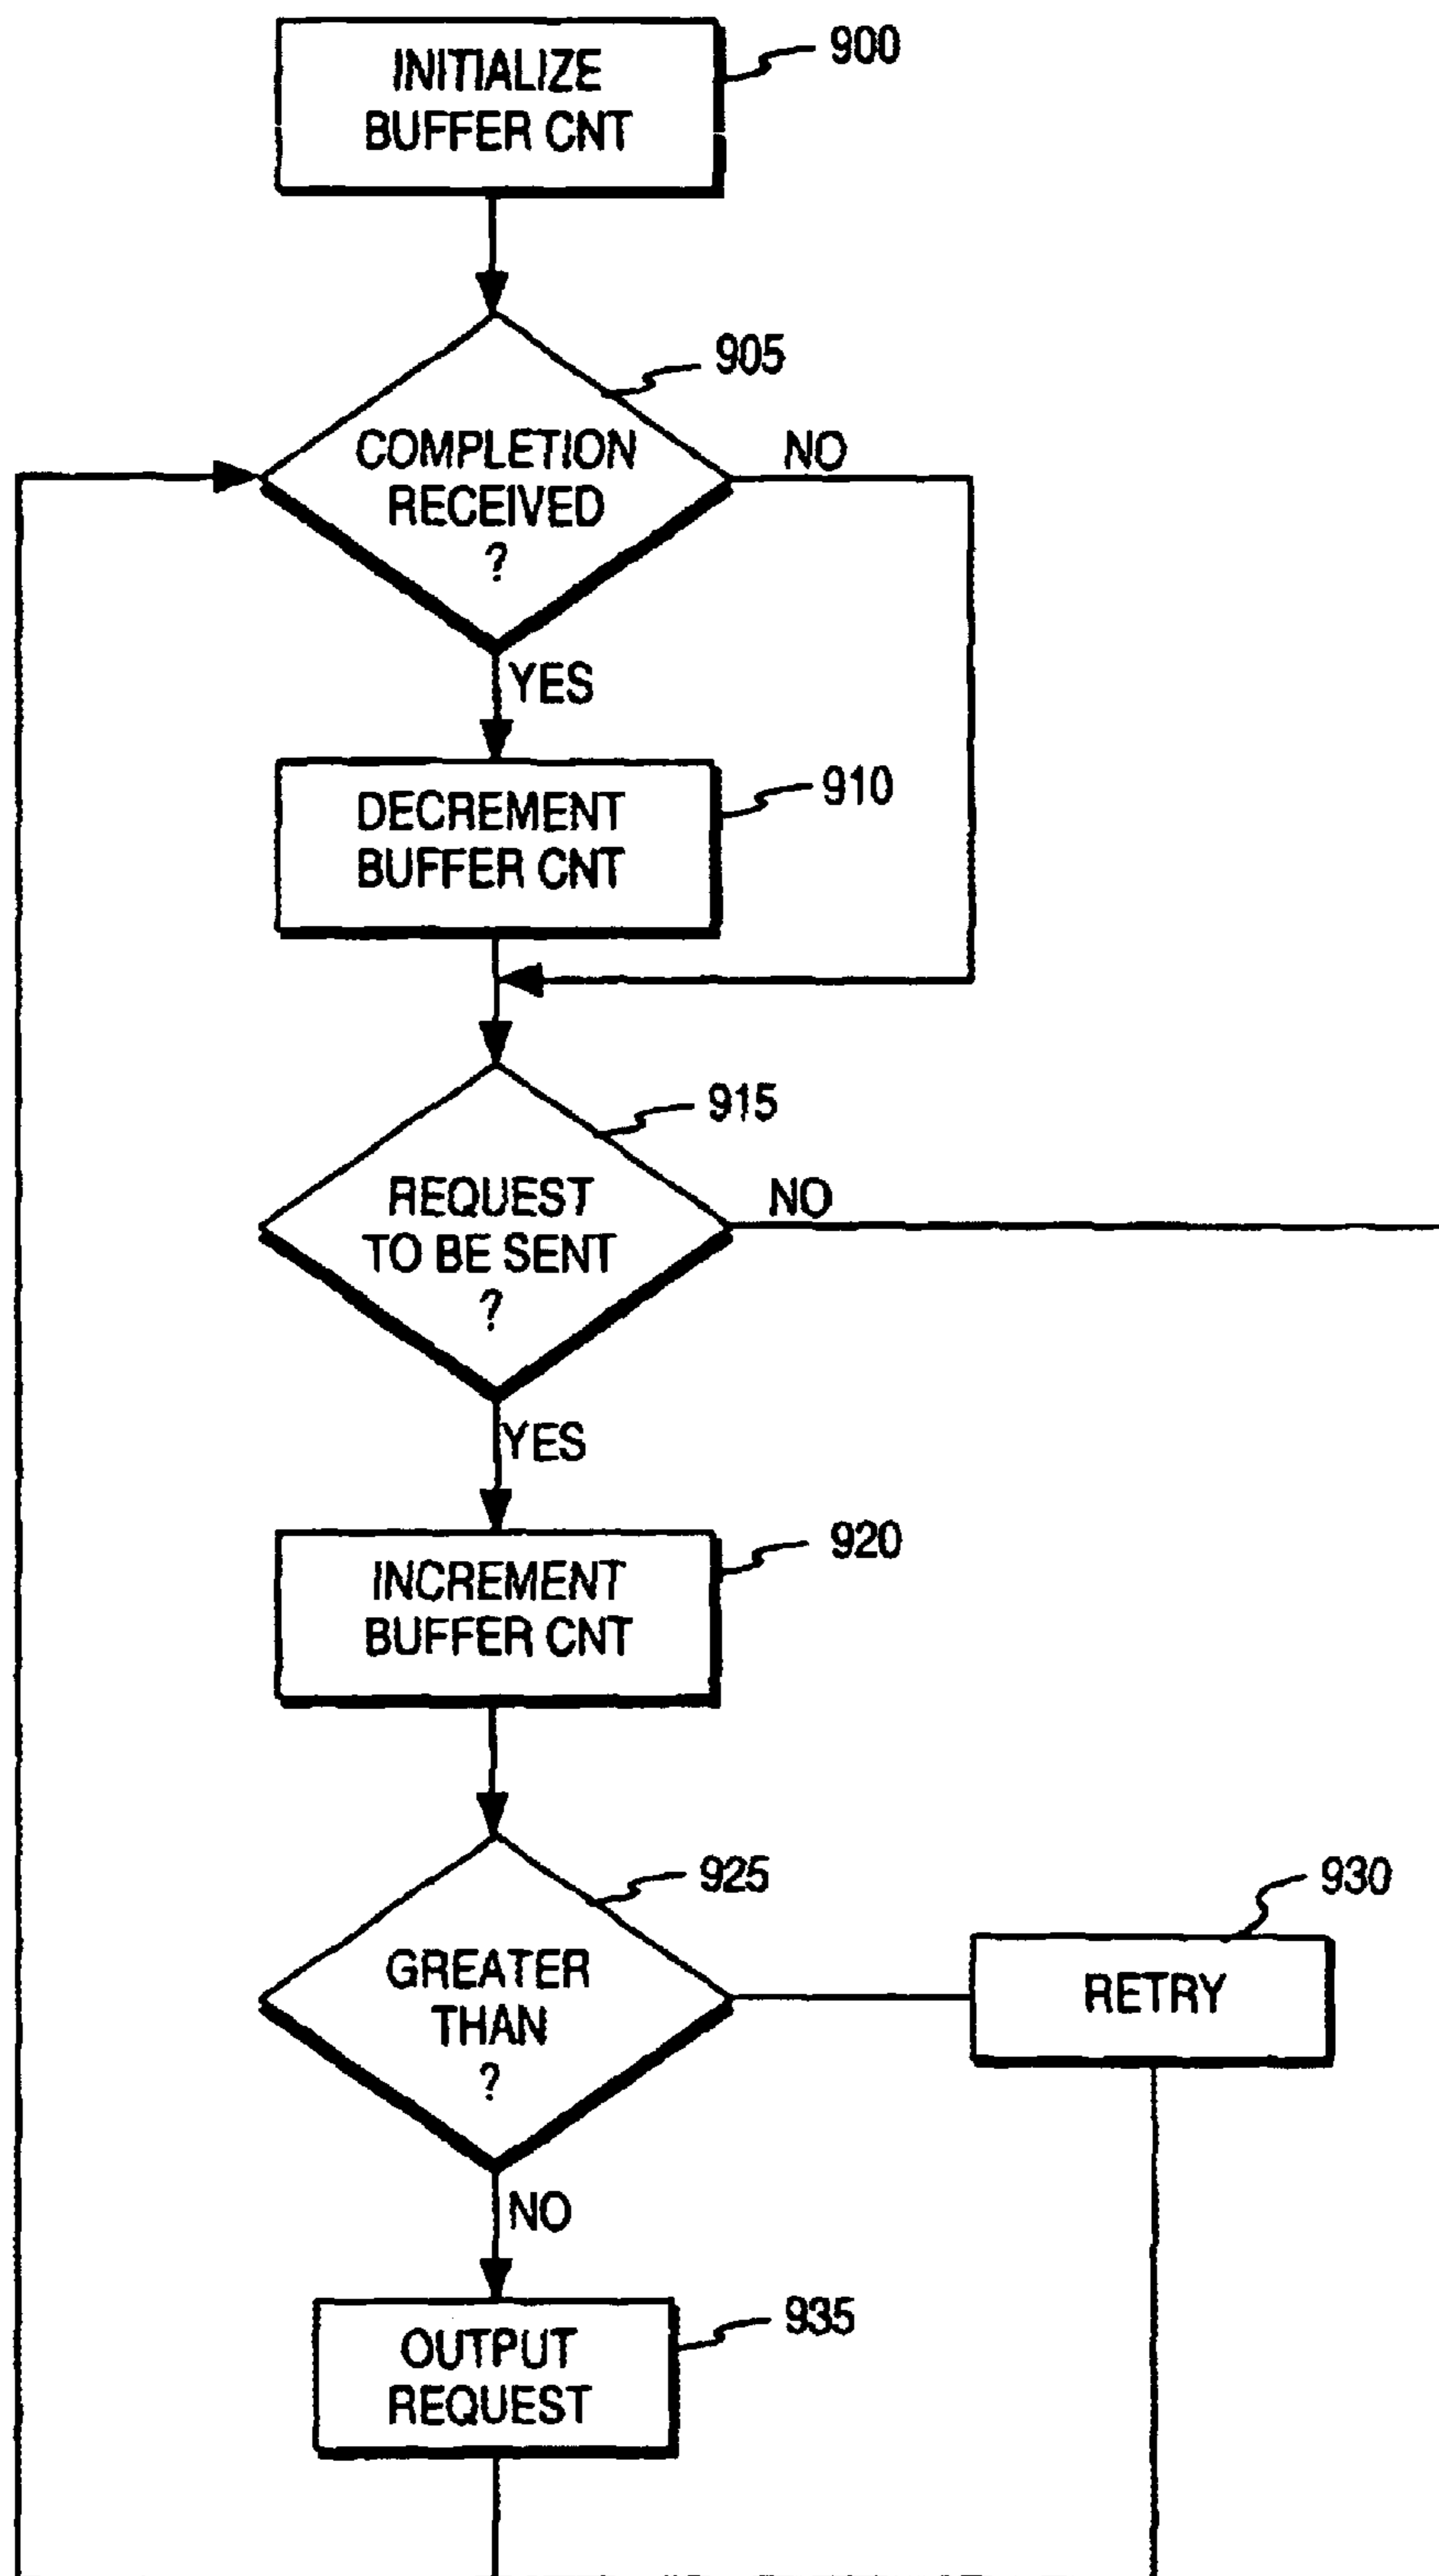 INITIALIZE
BUFFER CNT
900
905
COMPLETION
RECEIVED
?
NO
YES
DECREMENT
BUFFER CNT
910
915
REQUEST
TO BE SENT
?
NO
YES
INCREMENT
BUFFER CNT
920
925
GREATER
THAN
?
930
RETRY
NO
OUTPUT
REQUEST
935